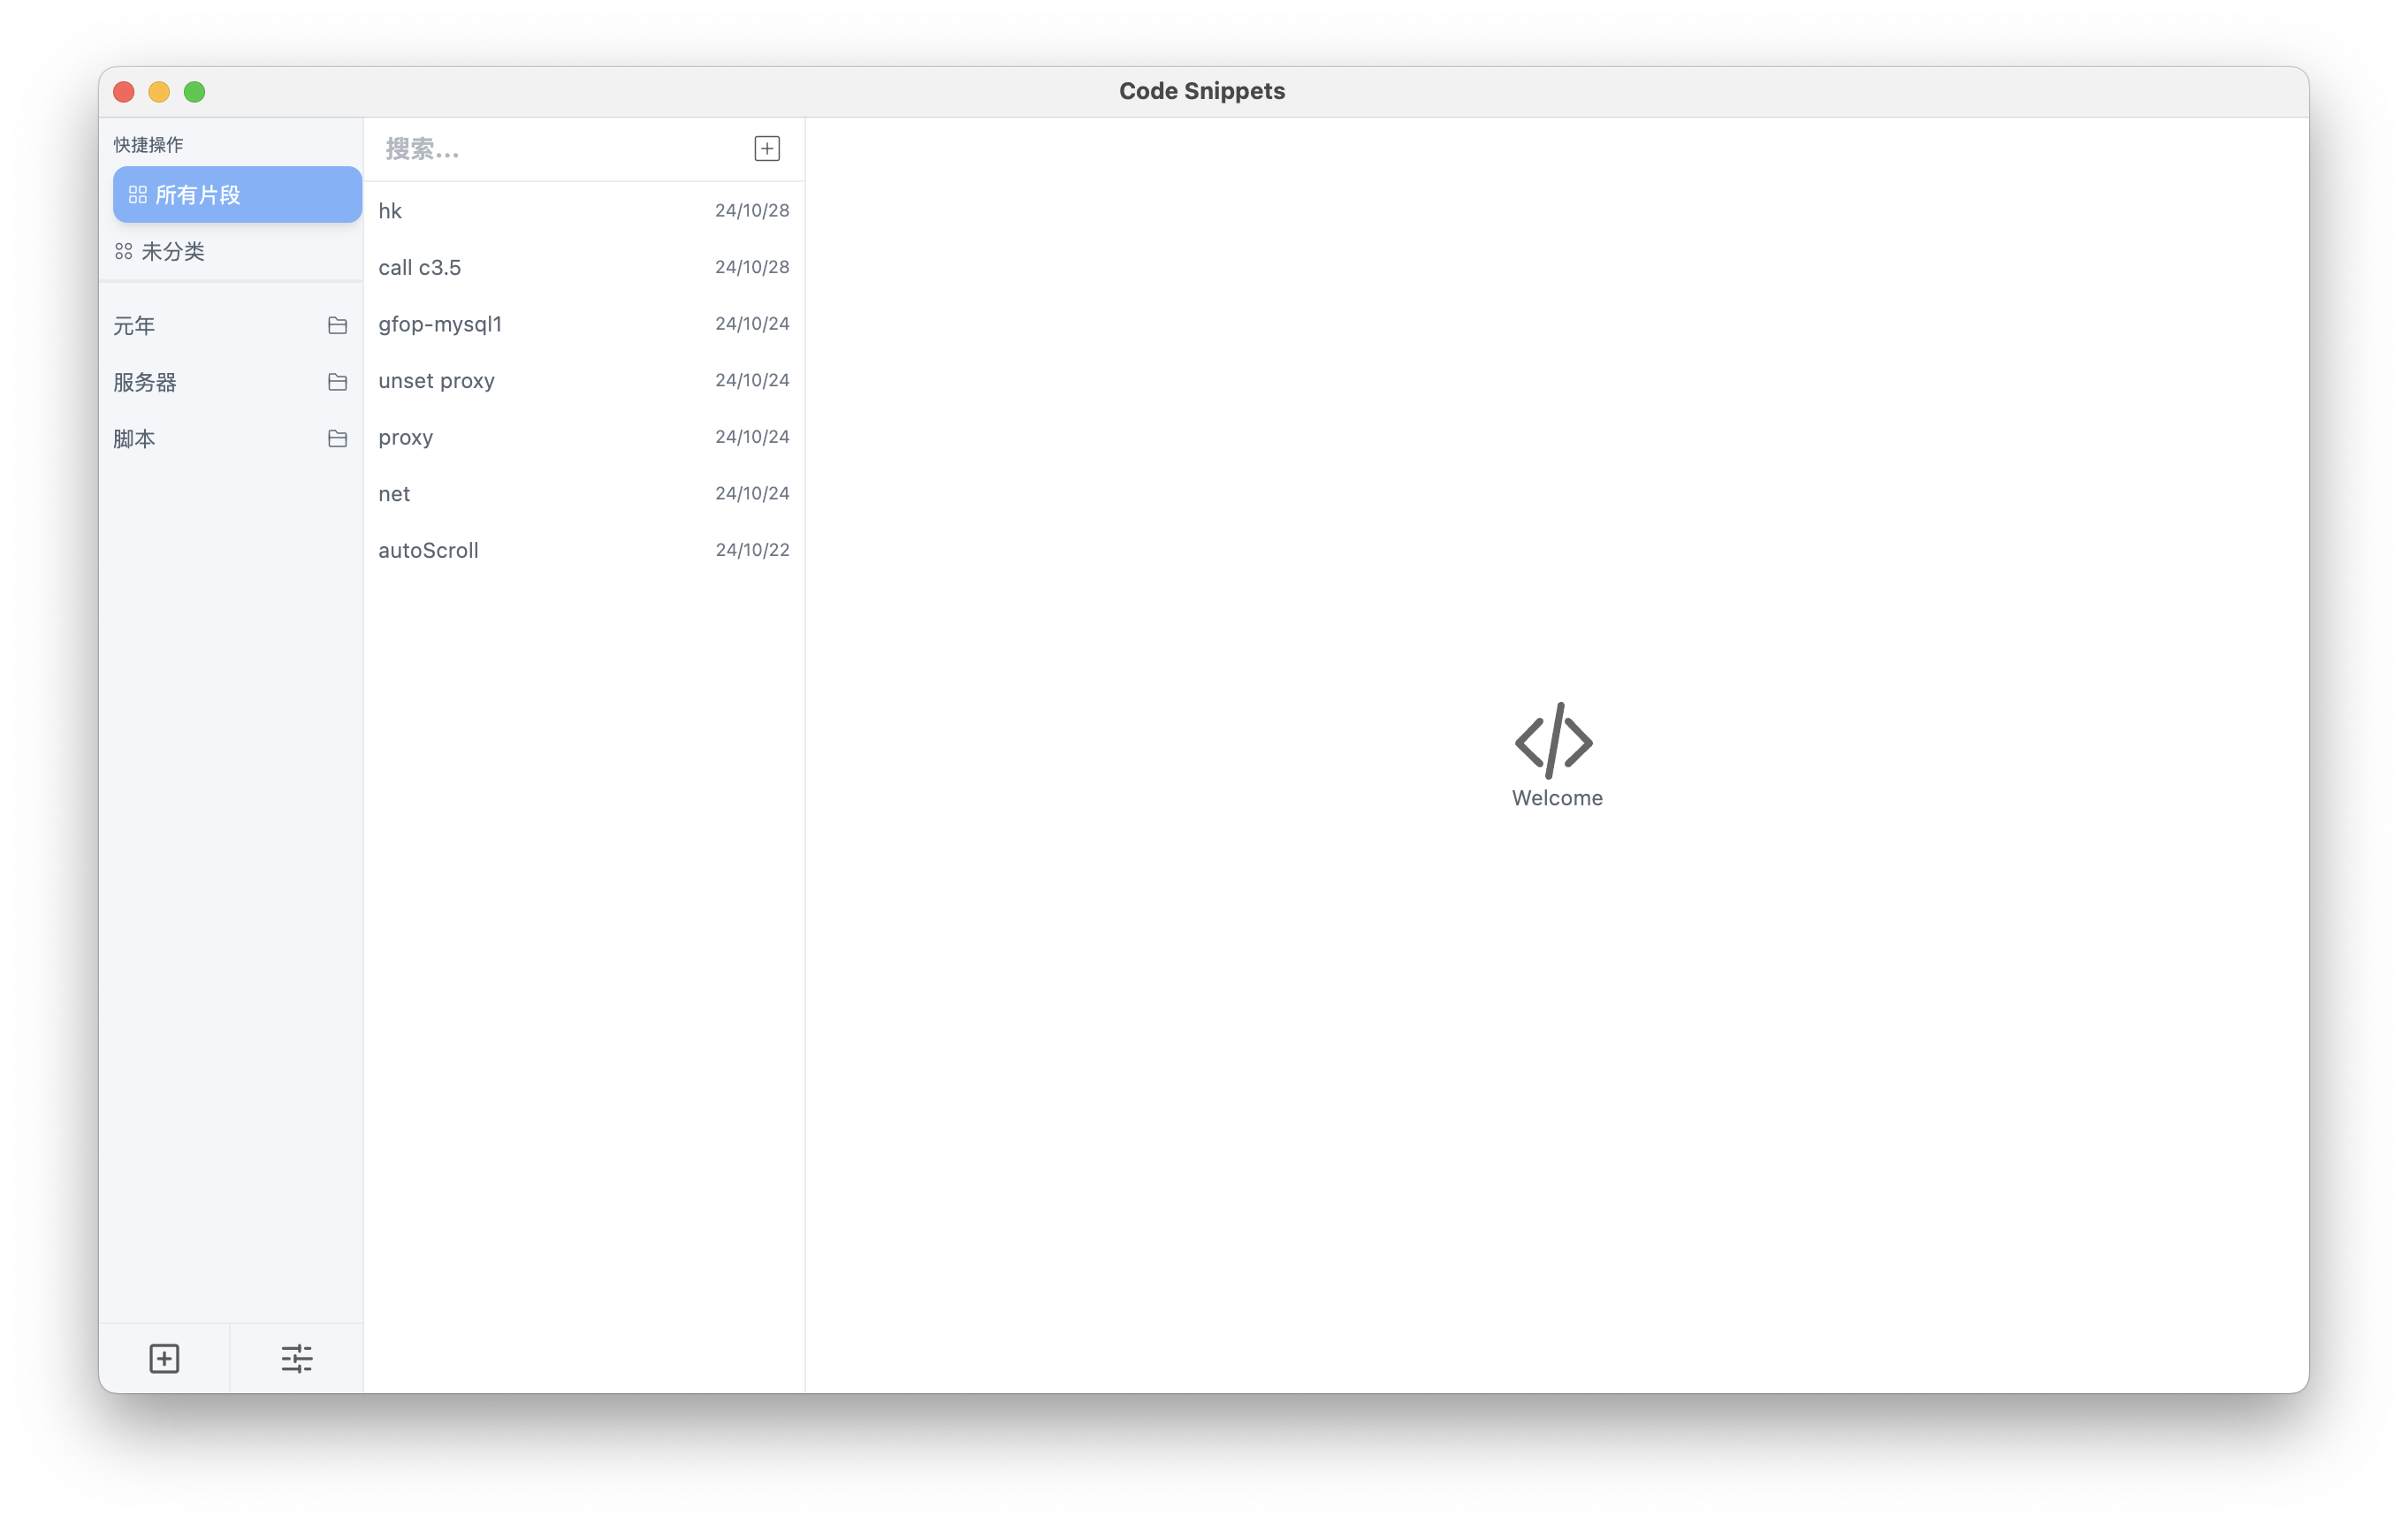 Code Snippets
快捷操作
所有片段
未分类
元年
服务器
脚本
搜索...
hk 24/10/28
call c3.5 24/10/28
gfop-mysql1 24/10/24
unset proxy 24/10/24
proxy 24/10/24
net 24/10/24
autoScroll 24/10/22
Welcome